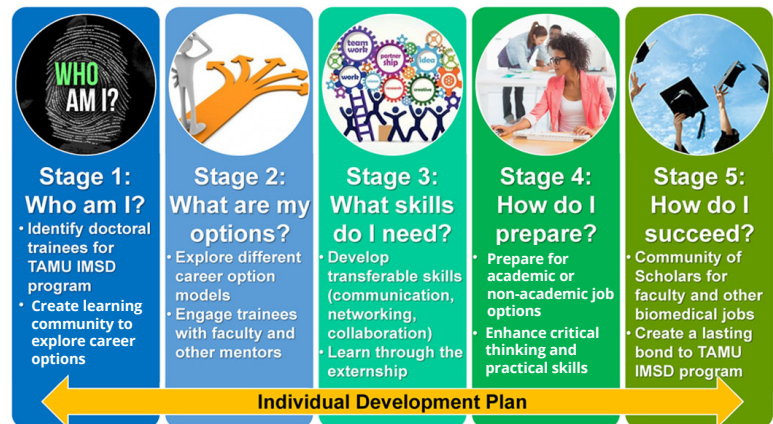 WHO
AM I?
team
work
partner
ship
idea
work
research
creative
Stage 1:
Who am I?
• Identify doctoral
trainees for
TAMU IMSD
program
• Create learning
community to
explore career
options
Stage 2:
What are my
options?
• Explore different
career option
models
• Engage trainees
with faculty and
other mentors
Stage 3:
What skills
do I need?
• Develop
transferable skills
(communication,
networking,
collaboration)
• Learn through the
externship
Stage 4:
How do I
prepare?
• Prepare for
academic or
non-academic job
options
• Enhance critical
thinking and
practical skills
Stage 5:
How do I
succeed?
• Community of
Scholars for
faculty and other
biomedical jobs
• Create a lasting
bond to TAMU
IMSD program
Individual Development Plan